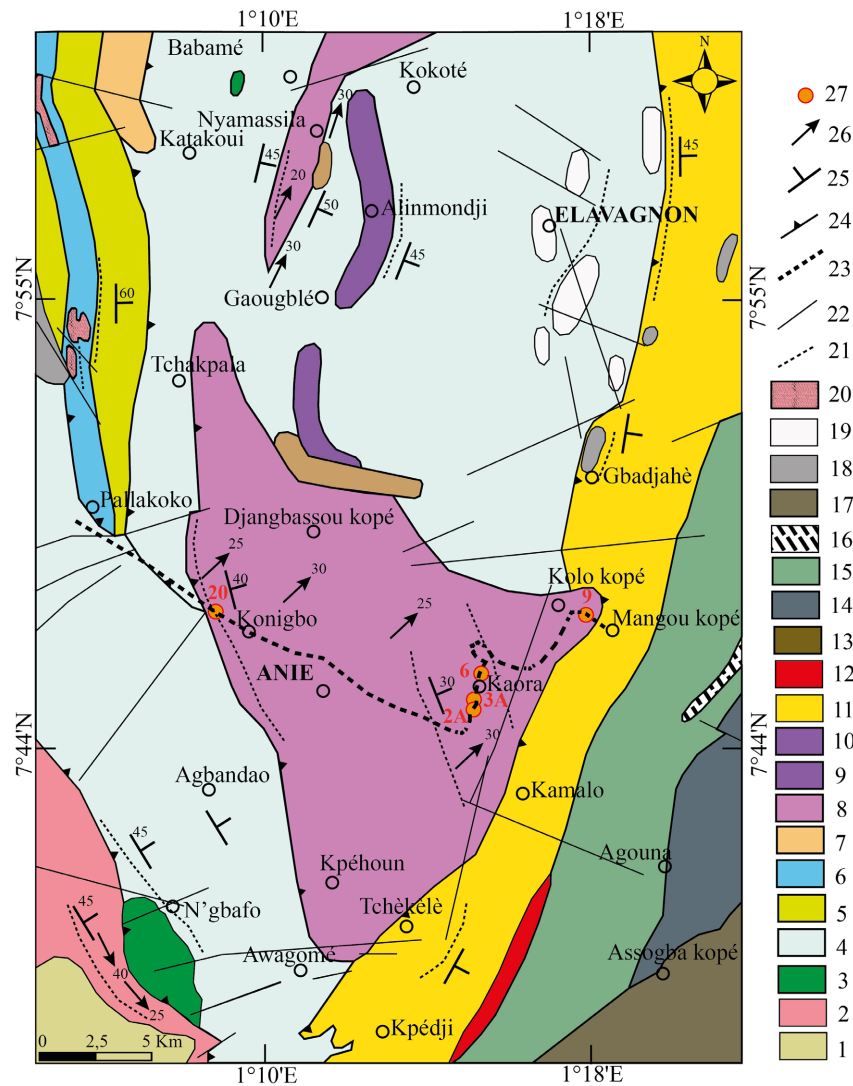 1°10'E
1°18'E
Babamé
Kokoté
N
30
27
Nyamassila
26
Katakoui
45
45
20
25
50
Alinmondji
ELAVAGNON
24
30
45
23
7°55'N
60
Gaougblé
7°55'N
22
21
Tchakpala
20
19
18
Gbadjahè
Pallakoko
17
Djangbassou kopé
16
25
15
40
30
Kolo kopé
14
20
9
25
Konigbo
Mangou kopé
13
ANIE
6
12
Kaora
30
3A
2A
11
30
7°44'N
7°44'N
10
Agbandao
9
Kamalo
8
45
7
Agouna
Kpéhoun
6
45
N'gbafo
Tchèkèlè
5
4
40
Awagomé
Assogba kopé
3
25
2
Kpédji
0
2,5
5 Km
1
1°10'E
1°18'E